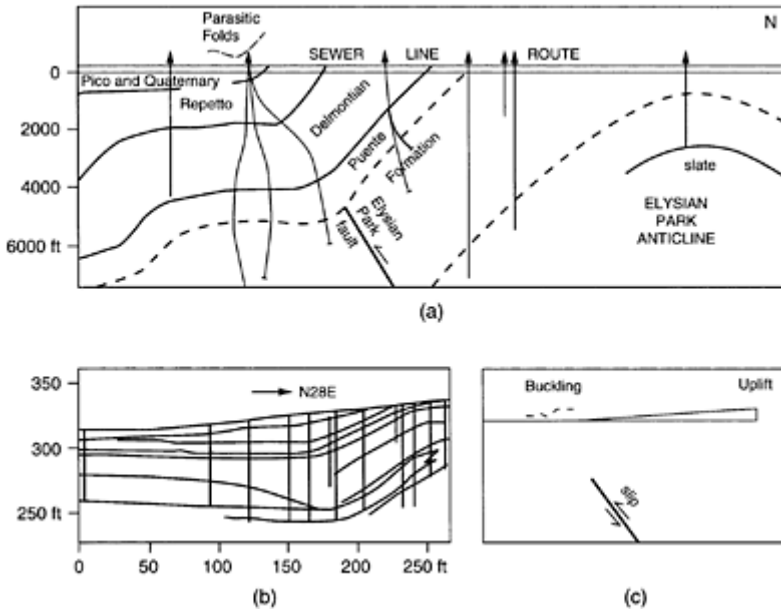 Parasitic
Folds
N
SEWER LINE ROUTE
0
Pico and Quaternary
Repetto
Delmontian
2000
Puente
Formation
4000
slate
Elysian
Park
fault
ELYSIAN
PARK
ANTICLINE
6000 ft
(a)
350
N28E
300
250 ft
0 50 100 150 200 250 ft
(b)
Buckling
Uplift
slip
(c)